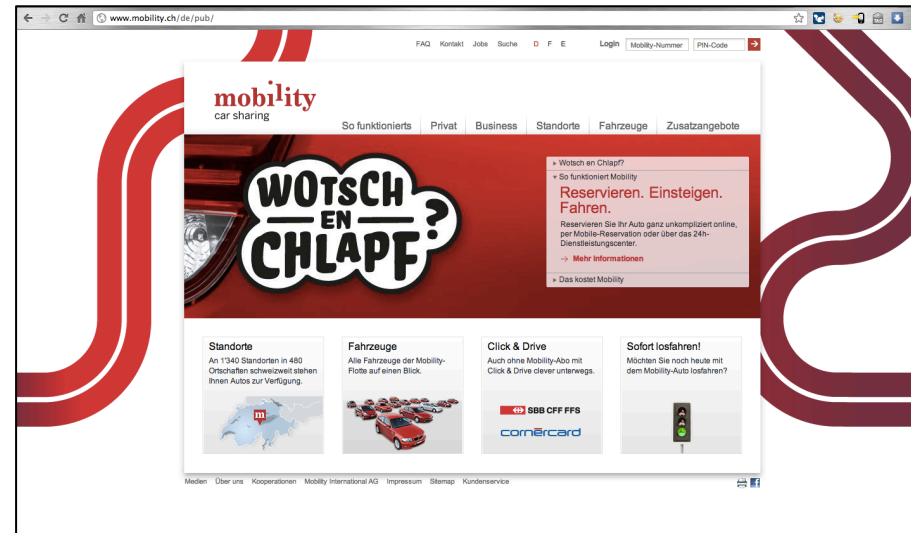 www.mobility.ch/de/pub/
FAQ Kontakt Jobs Suche D F E Login Mobility-Nummer PIN-Code
mobility
car sharing
So funktionierts Privat Business Standorte Fahrzeuge Zusatzangebote
WOTSCH
EN
CHLAPF?
Wotsch en Chlapf?
So funktioniert Mobility
Reservieren. Einsteigen.
Fahren.
Reservieren Sie Ihr Auto ganz unkompliziert online,
per Mobile-Reservation oder über das 24h-
Dienstleistungscenter.
Mehr Informationen
Das kostet Mobility
Standorte
An 1'340 Standorten in 480
Ortschaften schweizweit stehen
Ihnen Autos zur Verfügung.
m
Fahrzeuge
Alle Fahrzeuge der Mobility-
Flotte auf einen Blick.
Click & Drive
Auch ohne Mobility-Abo mit
Click & Drive clever unterwegs.
SBB CFF FFS
cornèrcard
Sofort losfahren!
Möchten Sie noch heute mit
dem Mobility-Auto losfahren?
Medien Über uns Kooperationen Mobility International AG Impressum Sitemap Kundenservice